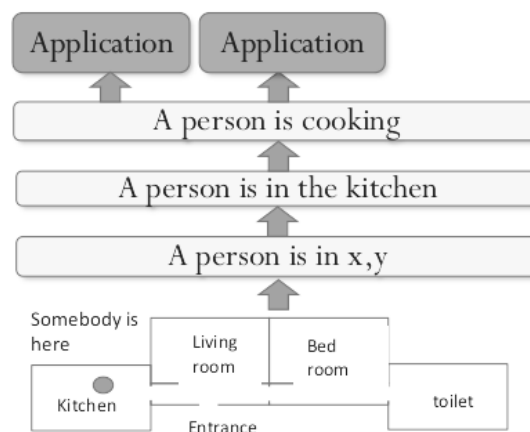 Application
Application
A person is cooking
A person is in the kitchen
A person is in x,y
Somebody is
here
Living
room
Bed
room
Kitchen
toilet
Entrance